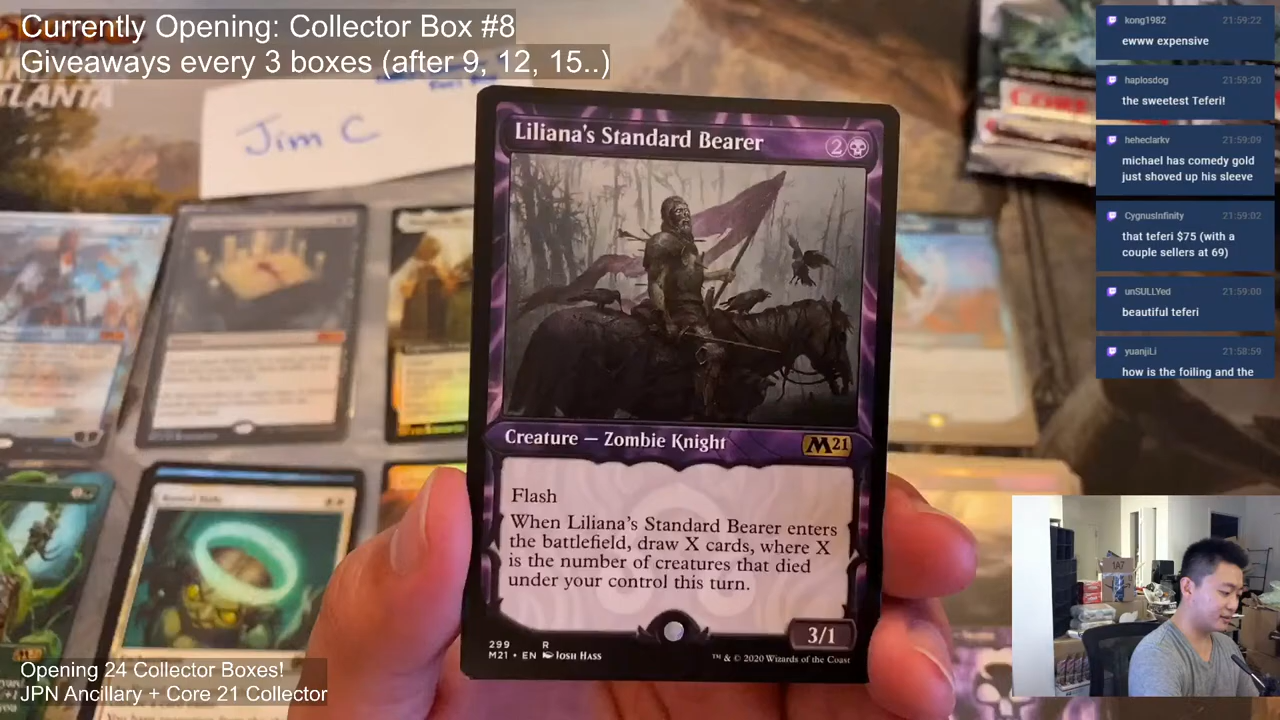 Currently Opening: Collector Box #8
Giveaways every 3 boxes (after 9, 12, 15..)
ATLANTA
Jim C
Liliana's Standard Bearer 2
Creature — Zombie Knight M21
Flash
When Liliana's Standard Bearer enters
the battlefield, draw X cards, where X
is the number of creatures that died
under your control this turn.
3/1
299 R
M21 • EN Josh Hass
™ & © 2020 Wizards of the Coast
kong1982 21:59:22
ewww expensive
haplosdog 21:59:20
the sweetest Teferi!
heheclarkv 21:59:09
michael has comedy gold
just shoved up his sleeve
CygnusInfinity 21:59:02
that teferi $75 (with a
couple sellers at 69)
unSULLYed 21:59:00
beautiful teferi
yuanjiLi 21:58:59
how is the foiling and the
1A7
Opening 24 Collector Boxes!
JPN Ancillary + Core 21 Collector